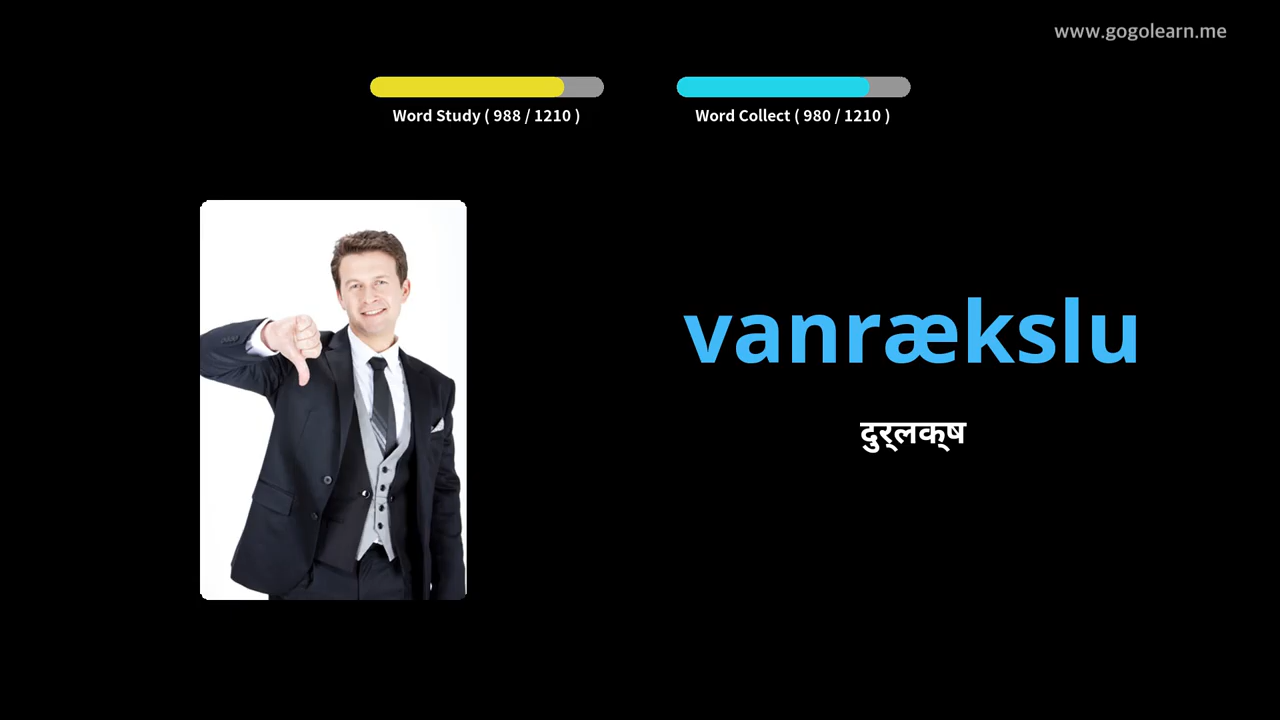 www.gogolearn.me
Word Study ( 988 / 1210 )
Word Collect ( 980 / 1210 )
vanrækslu
दुर्लक्ष